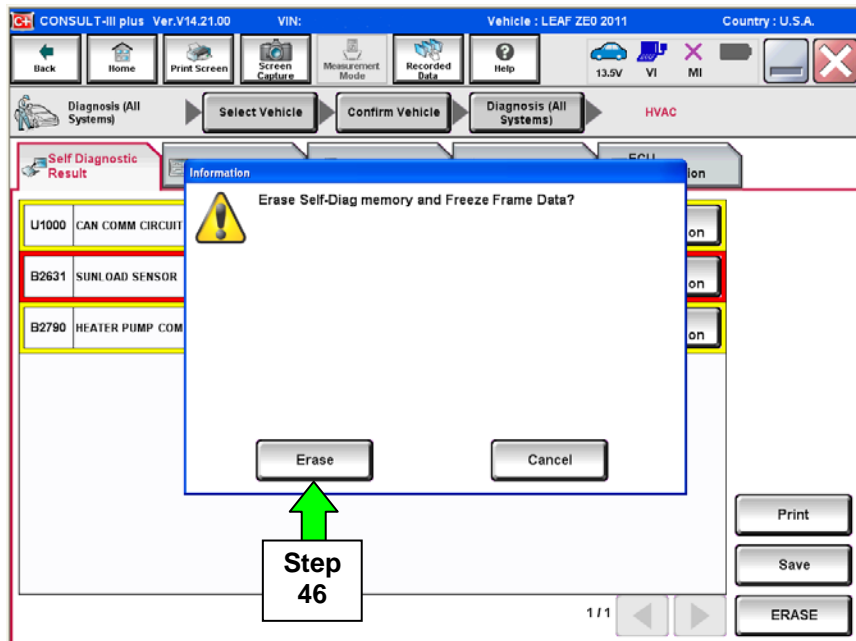 CONSULT-III plus Ver.V14.21.00 VIN: Vehicle : LEAF ZE0 2011 Country : U.S.A.
Back Home Print Screen Screen Capture Measurement Mode Recorded Data Help 13.5V VI MI
Diagnosis (All Systems) Select Vehicle Confirm Vehicle Diagnosis (All Systems) HVAC
Self Diagnostic Result
Information
Erase Self-Diag memory and Freeze Frame Data?
U1000 CAN COMM CIRCUIT on
B2631 SUNLOAD SENSOR on
B2790 HEATER PUMP COM on
Erase Cancel
Step
46
Print
Save
1/1 ERASE